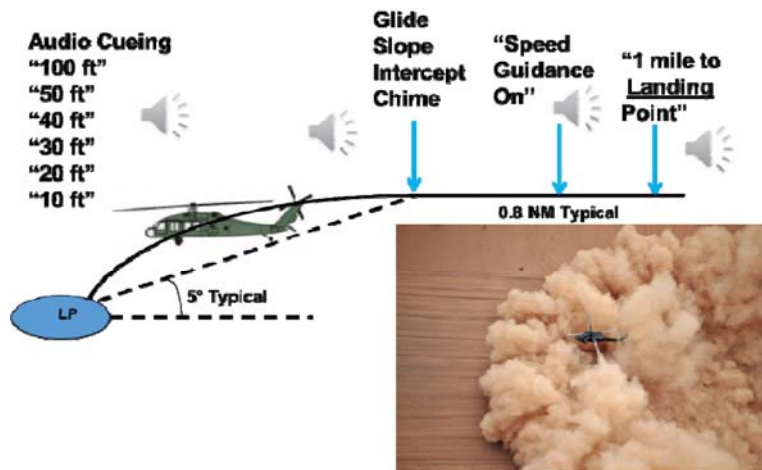 Audio Cueing
“100 ft”
“50 ft”
“40 ft”
“30 ft”
“20 ft”
“10 ft”
Glide
Slope
Intercept
Chime
“Speed
Guidance
On”
“1 mile to
Landing
Point”
0.8 NM Typical
5° Typical
LP